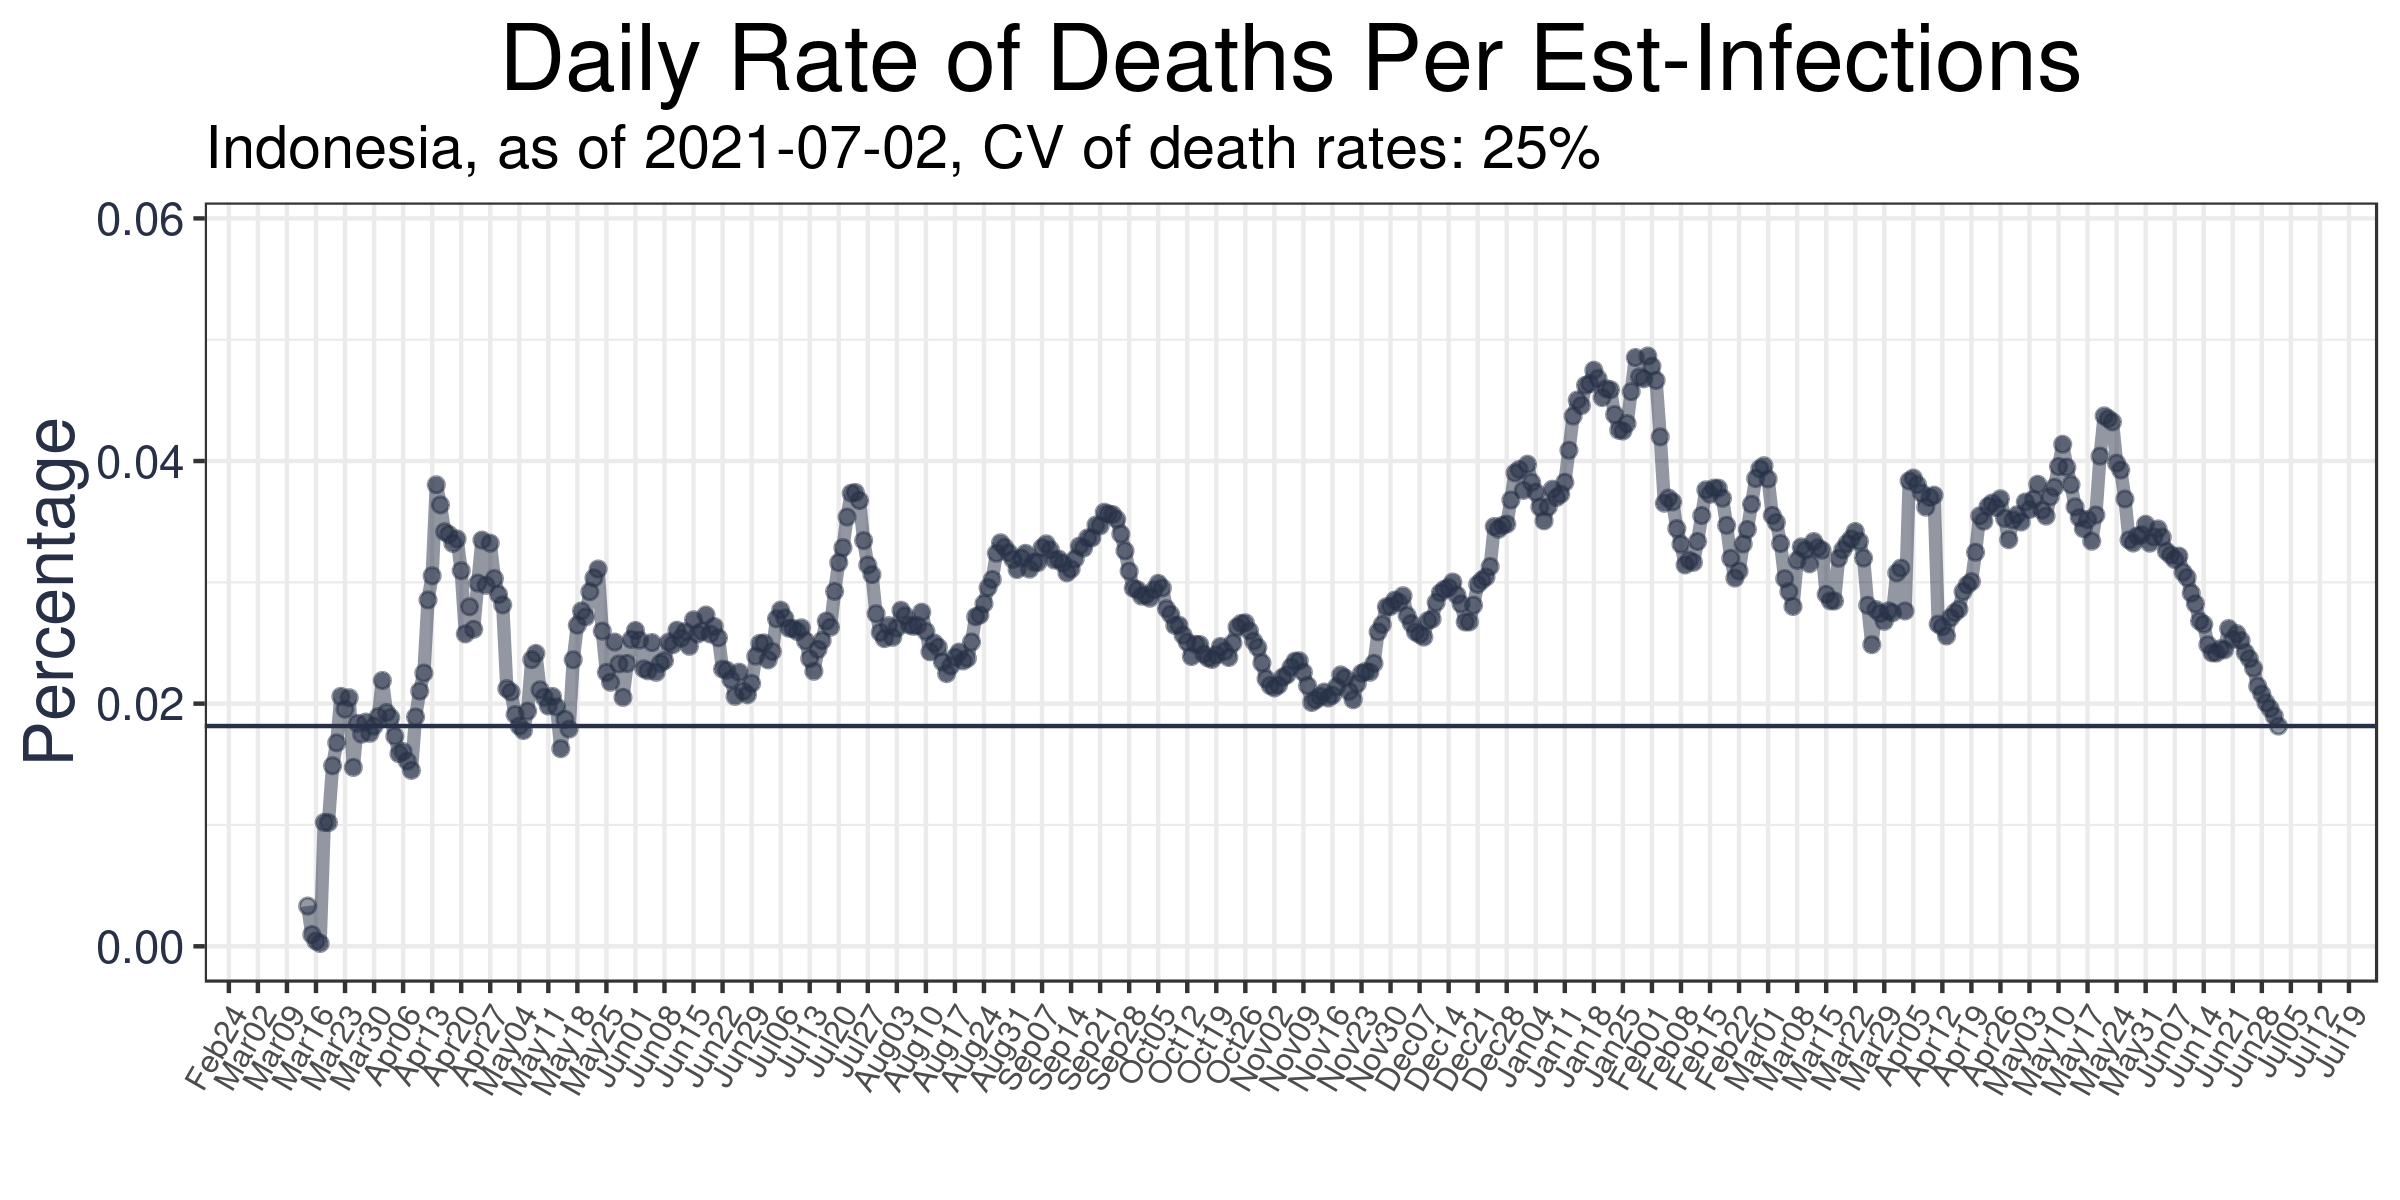 Daily Rate of Deaths Per Est-Infections
Indonesia, as of 2021-07-02, CV of death rates: 25%
Percentage
0.06
0.04
0.02
0.00
Feb24
Mar02
Mar09
Mar16
Mar23
Mar30
Apr06
Apr13
Apr20
Apr27
May04
May11
May18
May25
Jun01
Jun08
Jun15
Jun22
Jun29
Jul06
Jul13
Jul20
Jul27
Aug03
Aug10
Aug17
Aug24
Aug31
Sep07
Sep14
Sep21
Sep28
Oct05
Oct12
Oct19
Oct26
Nov02
Nov09
Nov16
Nov23
Nov30
Dec07
Dec14
Dec21
Dec28
Jan04
Jan11
Jan18
Jan25
Feb01
Feb08
Feb15
Feb22
Mar01
Mar08
Mar15
Mar22
Mar29
Apr05
Apr12
Apr19
Apr26
May03
May10
May17
May24
May31
Jun07
Jun14
Jun21
Jun28
Jul05
Jul12
Jul19